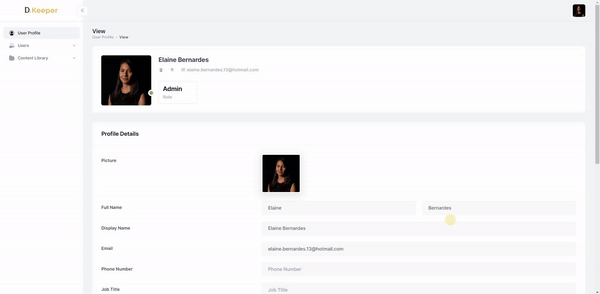 D.Keeper
User Profile
Users
Content Library
View
User Profile - View
Elaine Bernardes
elaine.bernardes.13@hotmail.com
Admin
Role
Profile Details
Picture
Full Name
Elaine
Bernardes
Display Name
Elaine Bernardes
Email
elaine.bernardes.13@hotmail.com
Phone Number
Phone Number
Job Title
Job Title